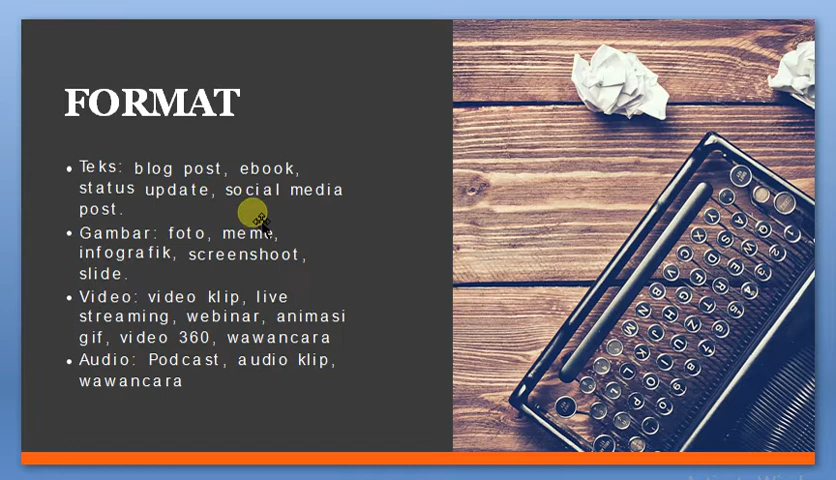 FORMAT
• Teks: blog post, ebook,
status update, social media
post.
• Gambar: foto, meme,
infografik, screenshoot,
slide.
• Video: video klip, live
streaming, webinar, animasi
gif, video 360, wawancara
• Audio: Podcast, audio klip,
wawancara